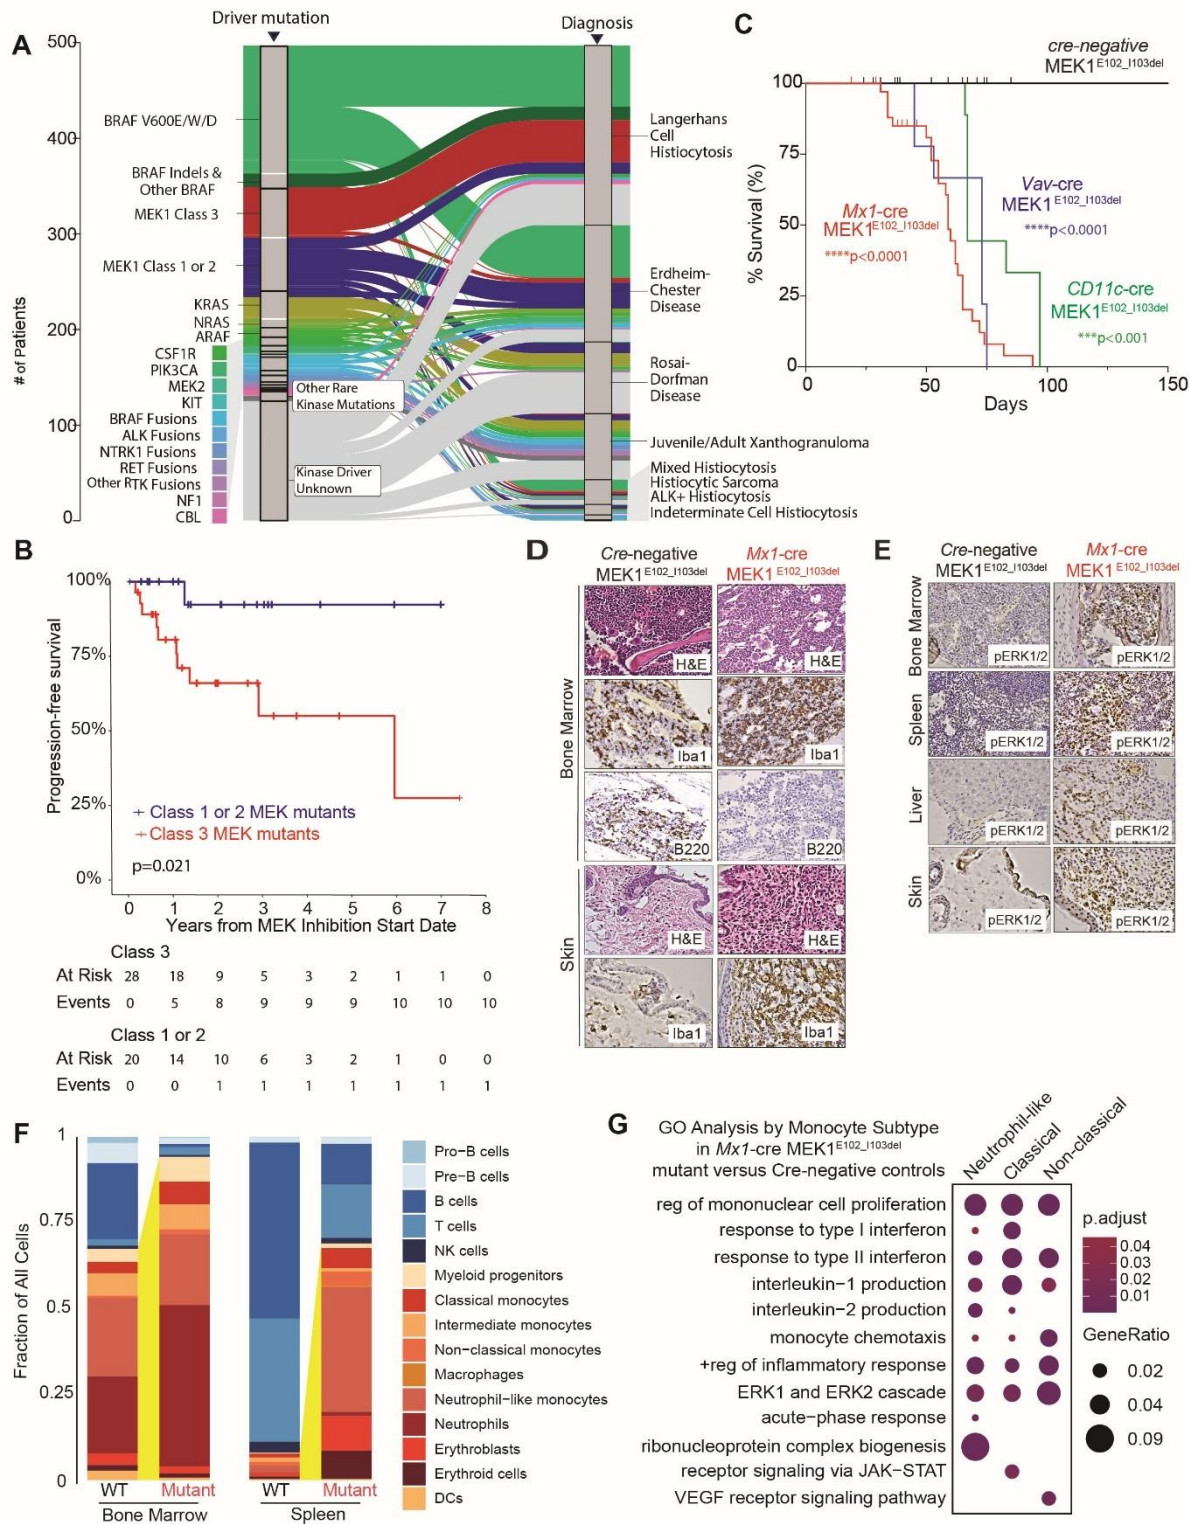 A
Driver mutation
Diagnosis
500
400
300
200
100
0
# of Patients
BRAF V600E/W/D
BRAF Indels &
Other BRAF
MEK1 Class 3
MEK1 Class 1 or 2
KRAS
NRAS
ARAF
CSF1R
PIK3CA
MEK2
KIT
BRAF Fusions
ALK Fusions
NTRK1 Fusions
RET Fusions
Other RTK Fusions
NF1
CBL
Other Rare
Kinase Mutations
Kinase Driver
Unknown
Langerhans
Cell
Histiocytosis
Erdheim-
Chester
Disease
Rosai-
Dorfman
Disease
Juvenile/Adult Xanthogranuloma
Mixed Histiocytosis
Histiocytic Sarcoma
ALK+ Histiocytosis
Indeterminate Cell Histiocytosis
B
100%
75%
50%
25%
0%
Progression-free survival
Class 1 or 2 MEK mutants
Class 3 MEK mutants
p=0.021
0 1 2 3 4 5 6 7 8
Years from MEK Inhibition Start Date
Class 3
At Risk 28 18 9 5 3 2 1 1 0
Events 0 5 8 9 9 9 10 10 10
Class 1 or 2
At Risk 20 14 10 6 3 2 1 0 0
Events 0 0 1 1 1 1 1 1 1
C
cre-negative
MEK1E102_I103del
100
75
50
25
0
% Survival (%)
Mx1-cre
MEK1E102_I103del
****p<0.0001
Vav-cre
MEK1E102_I103del
****p<0.0001
CD11c-cre
MEK1E102_I103del
***p<0.001
0 50 100 150
Days
D
Cre-negative
MEK1E102_I103del
Mx1-cre
MEK1E102_I103del
Bone Marrow
H&E
H&E
Iba1
Iba1
B220
B220
Skin
H&E
H&E
Iba1
Iba1
E
Cre-negative
MEK1E102_I103del
Mx1-cre
MEK1E102_I103del
Bone Marrow
pERK1/2
pERK1/2
Spleen
pERK1/2
pERK1/2
Liver
pERK1/2
pERK1/2
Skin
pERK1/2
pERK1/2
F
1
0.75
0.5
0.25
0
Fraction of All Cells
WT Mutant
Bone Marrow
WT Mutant
Spleen
Pro-B cells
Pre-B cells
B cells
T cells
NK cells
Myeloid progenitors
Classical monocytes
Intermediate monocytes
Non-classical monocytes
Macrophages
Neutrophil-like monocytes
Neutrophils
Erythroblasts
Erythroid cells
DCs
G
GO Analysis by Monocyte Subtype
in Mx1-cre MEK1E102_I103del
mutant versus Cre-negative controls
Neutrophil-like
Classical
Non-classical
reg of mononuclear cell proliferation
response to type I interferon
response to type II interferon
interleukin−1 production
interleukin−2 production
monocyte chemotaxis
+reg of inflammatory response
ERK1 and ERK2 cascade
acute−phase response
ribonucleoprotein complex biogenesis
receptor signaling via JAK−STAT
VEGF receptor signaling pathway
p.adjust
0.04
0.03
0.02
0.01
GeneRatio
0.02
0.04
0.09